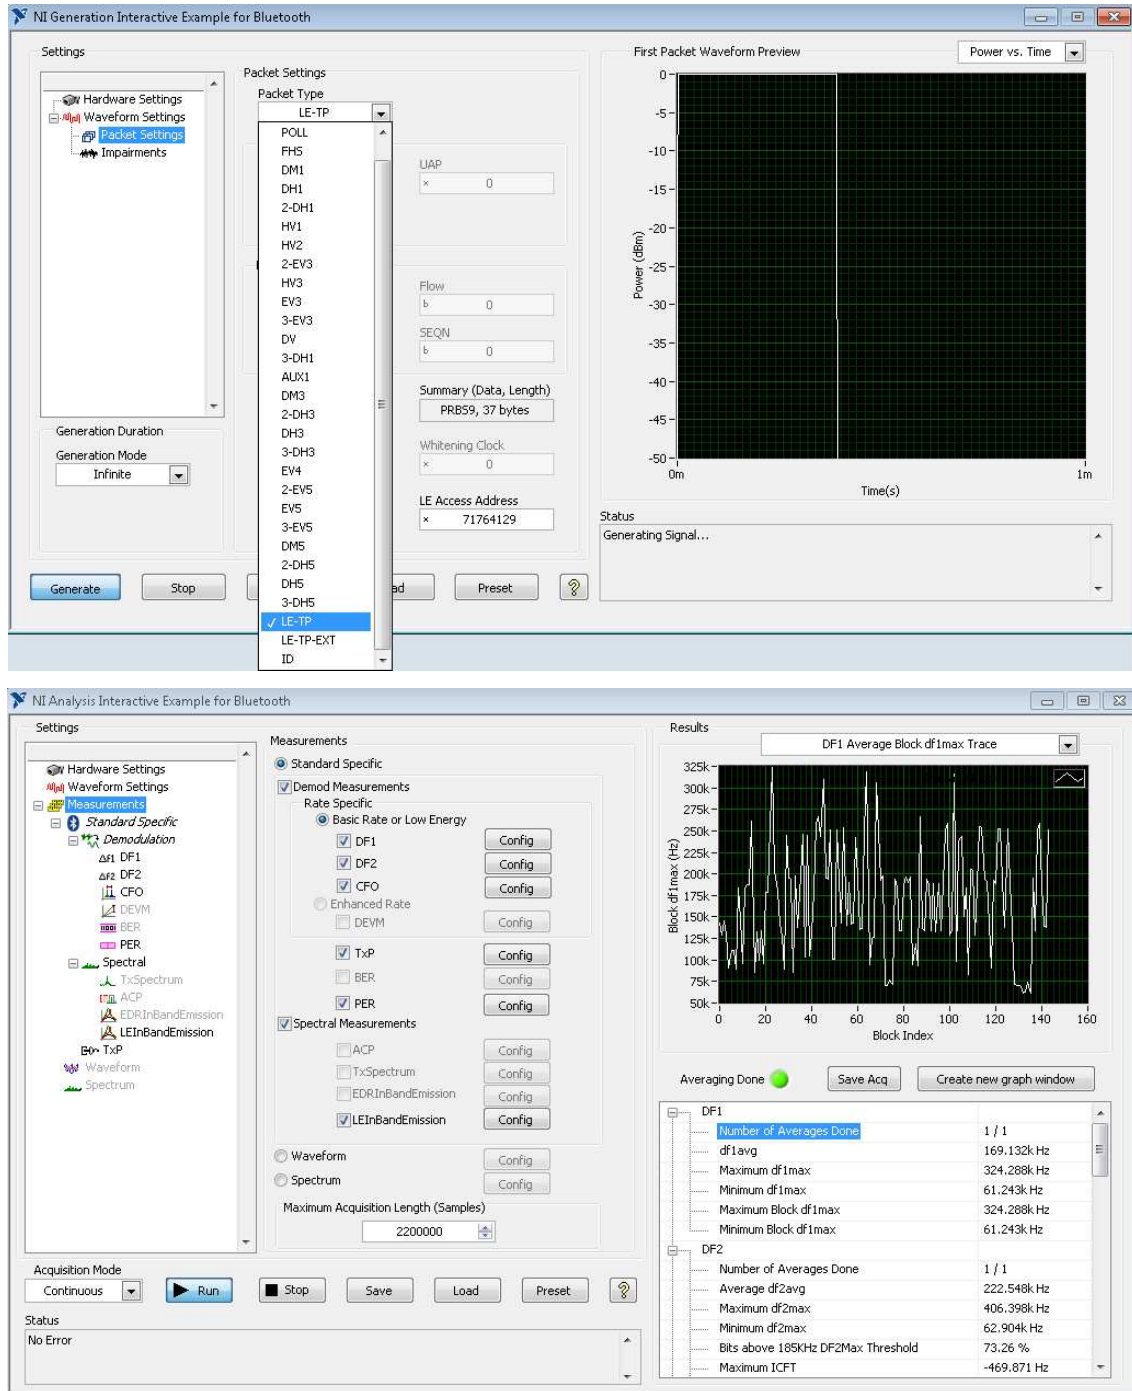 NI Generation Interactive Example for Bluetooth
Settings
Hardware Settings
Waveform Settings
Packet Settings
Impairments
Generation Duration
Generation Mode
Infinite
Packet Settings
Packet Type
LE-TP
POLL
FHS
DM1
DH1
2-DH1
HV1
HV2
2-EV3
HV3
EV3
3-EV3
DV
3-DH1
AUX1
DM3
2-DH3
DH3
3-DH3
EV4
2-EV5
EV5
3-EV5
DM5
2-DH5
DH5
3-DH5
✓ LE-TP
LE-TP-EXT
ID
UAP
x 0
Flow
b 0
SEQN
b 0
Summary (Data, Length)
PRBS9, 37 bytes
Whitening Clock
x 0
LE Access Address
x 71764129
Generate
Stop
ad
Preset
?
First Packet Waveform Preview
Power vs. Time
Power (dBm)
0
-5
-10
-15
-20
-25
-30
-35
-40
-45
-50
0m 1m
Time(s)
Status
Generating Signal...
NI Analysis Interactive Example for Bluetooth
Settings
Hardware Settings
Waveform Settings
Measurements
Standard Specific
Demodulation
ΔF1 DF1
ΔF2 DF2
CFO
DEVM
BER
PER
Spectral
TxSpectrum
ACP
EDRInBandEmission
LEInBandEmission
TxP
Waveform
Spectrum
Measurements
Standard Specific
Demod Measurements
Rate Specific
Basic Rate or Low Energy
DF1 Config
DF2 Config
CFO Config
Enhanced Rate
DEVM Config
TxP Config
BER Config
PER Config
Spectral Measurements
ACP Config
TxSpectrum Config
EDRInBandEmission Config
LEInBandEmission Config
Waveform Config
Spectrum Config
Maximum Acquisition Length (Samples)
2200000
Acquisition Mode
Continuous
Run
Stop
Save
Load
Preset
?
Status
No Error
Results
DF1 Average Block df1max Trace
Block df1max (Hz)
325k
300k
275k
250k
225k
200k
175k
150k
125k
100k
75k
50k
0 20 40 60 80 100 120 140 160
Block Index
Averaging Done
Save Acq
Create new graph window
DF1
Number of Averages Done 1 / 1
df1avg 169.132k Hz
Maximum df1max 324.288k Hz
Minimum df1max 61.243k Hz
Maximum Block df1max 324.288k Hz
Minimum Block df1max 61.243k Hz
DF2
Number of Averages Done 1 / 1
Average df2avg 222.548k Hz
Maximum df2max 406.398k Hz
Minimum df2max 62.904k Hz
Bits above 185KHz DF2Max Threshold 73.26 %
Maximum ICFT -469.871 Hz